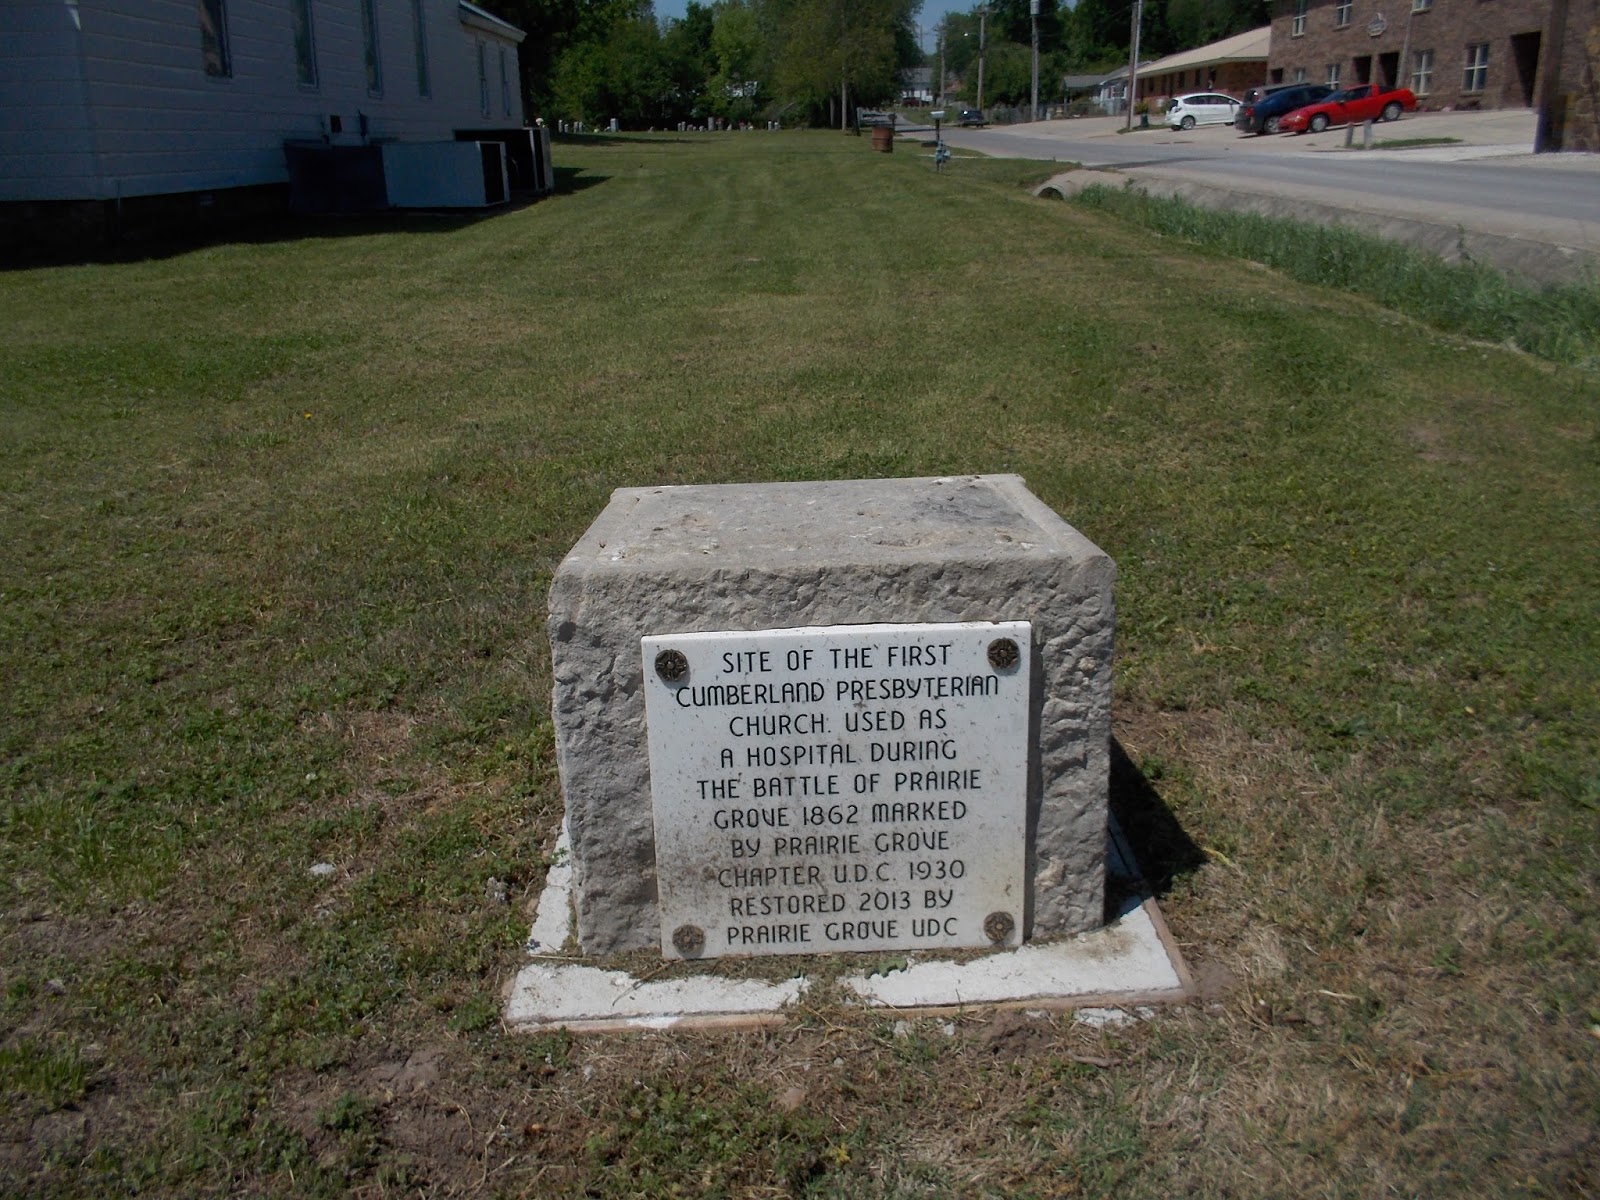 SITE OF THE FIRST
CUMBERLAND PRESBYTERIAN
CHURCH. USED AS
A HOSPITAL DURING
THE BATTLE OF PRAIRIE
GROVE 1862 MARKED
BY PRAIRIE GROVE
CHAPTER U.D.C. 1930
RESTORED 2013 BY
PRAIRIE GROVE UDC